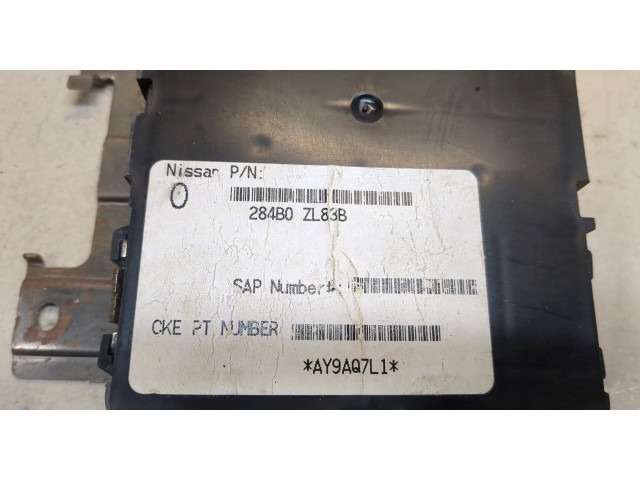 Nissan P/N:
0
284B0 ZL83B
SAP Number#:
CKE PT NUMBER
*AY9AQ7L1*